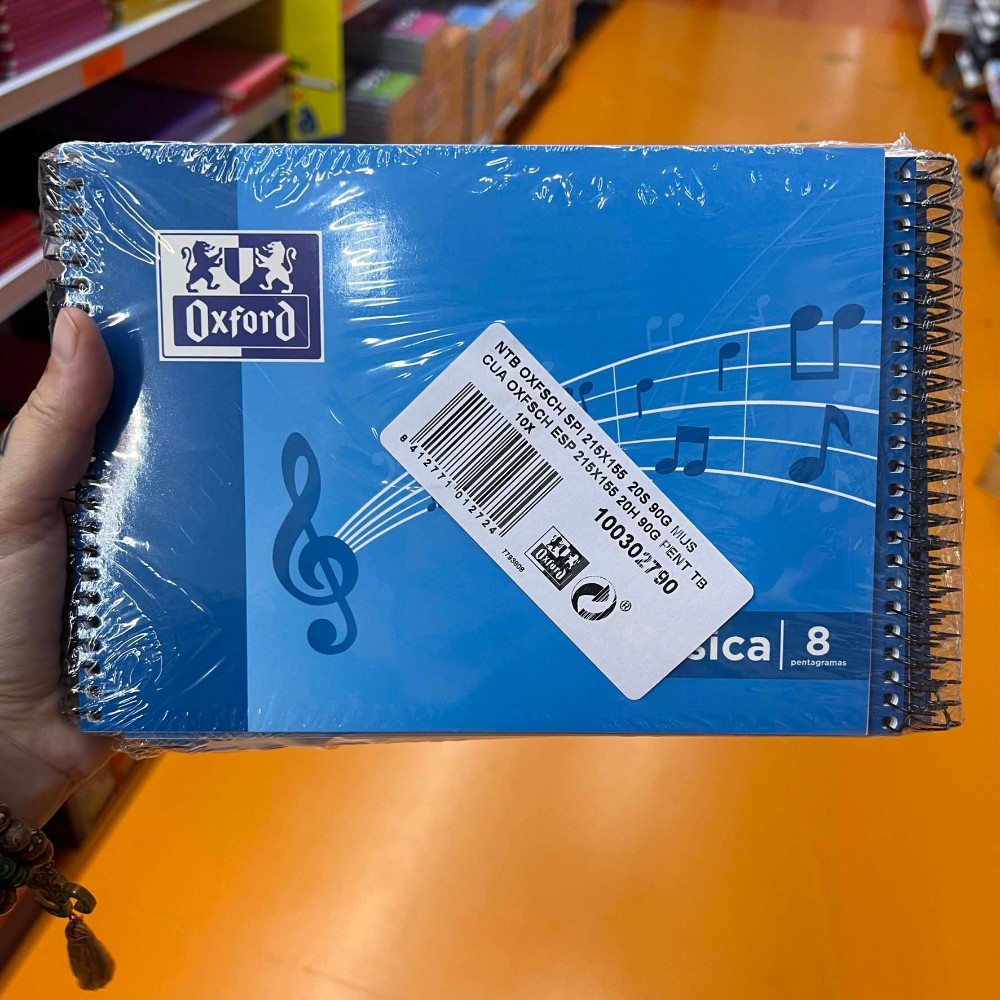 Oxford
NTB OXFSCH SPI 215X155 20S 90G MUS
CUA OXFSCH ESP 215X155 20H 90G PENT TB
10X
100302790
8 412771 012724
7793608
Oxford
®
8
pentagramas